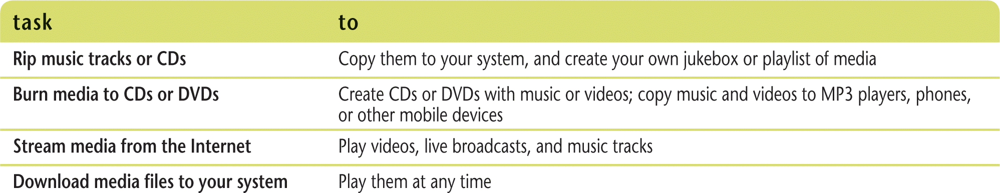 task to
Rip music tracks or CDs Copy them to your system, and create your own jukebox or playlist of media
Burn media to CDs or DVDs Create CDs or DVDs with music or videos; copy music and videos to MP3 players, phones,
or other mobile devices
Stream media from the Internet Play videos, live broadcasts, and music tracks
Download media files to your system Play them at any time